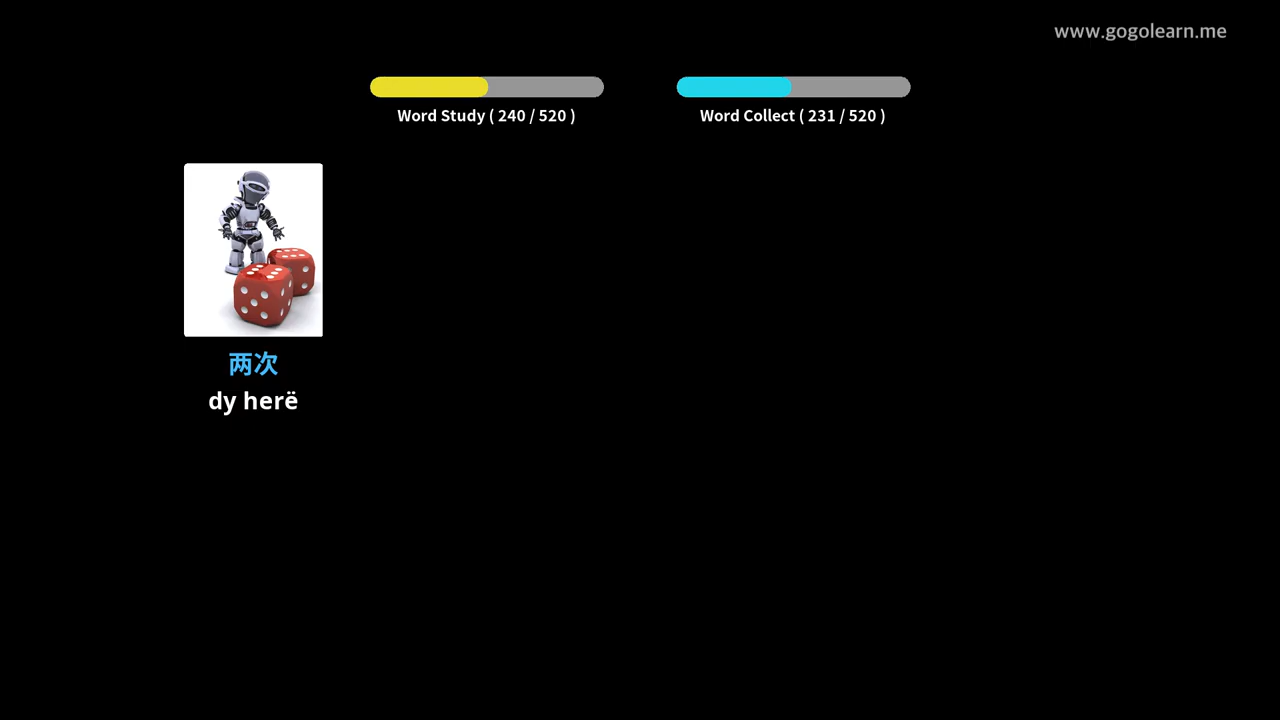 www.gogolearn.me
Word Study ( 240 / 520 )
Word Collect ( 231 / 520 )
两次
dy herë